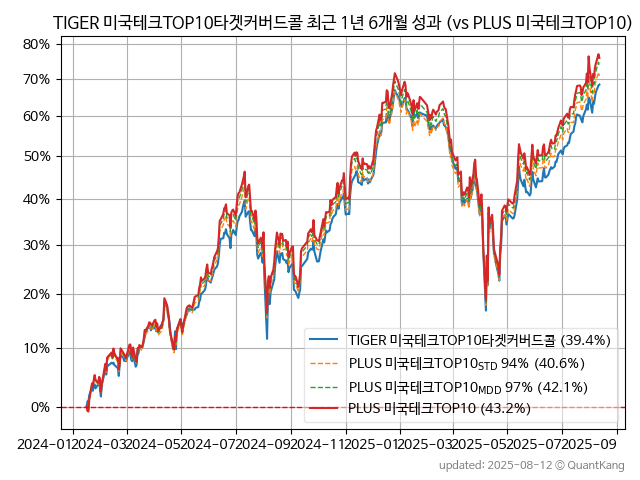 TIGER 미국테크TOP10타겟커버드콜 최근 1년 6개월 성과 (vs PLUS 미국테크TOP10)
80%
70%
60%
50%
40%
30%
20%
10%
0%
TIGER 미국테크TOP10타겟커버드콜 (39.4%)
PLUS 미국테크TOP10STD 94% (40.6%)
PLUS 미국테크TOP10MDD 97% (42.1%)
PLUS 미국테크TOP10 (43.2%)
2024-01 2024-03 2024-05 2024-07 2024-09 2024-11 2025-01 2025-03 2025-05 2025-07 2025-09
updated: 2025-08-12 © QuantKang